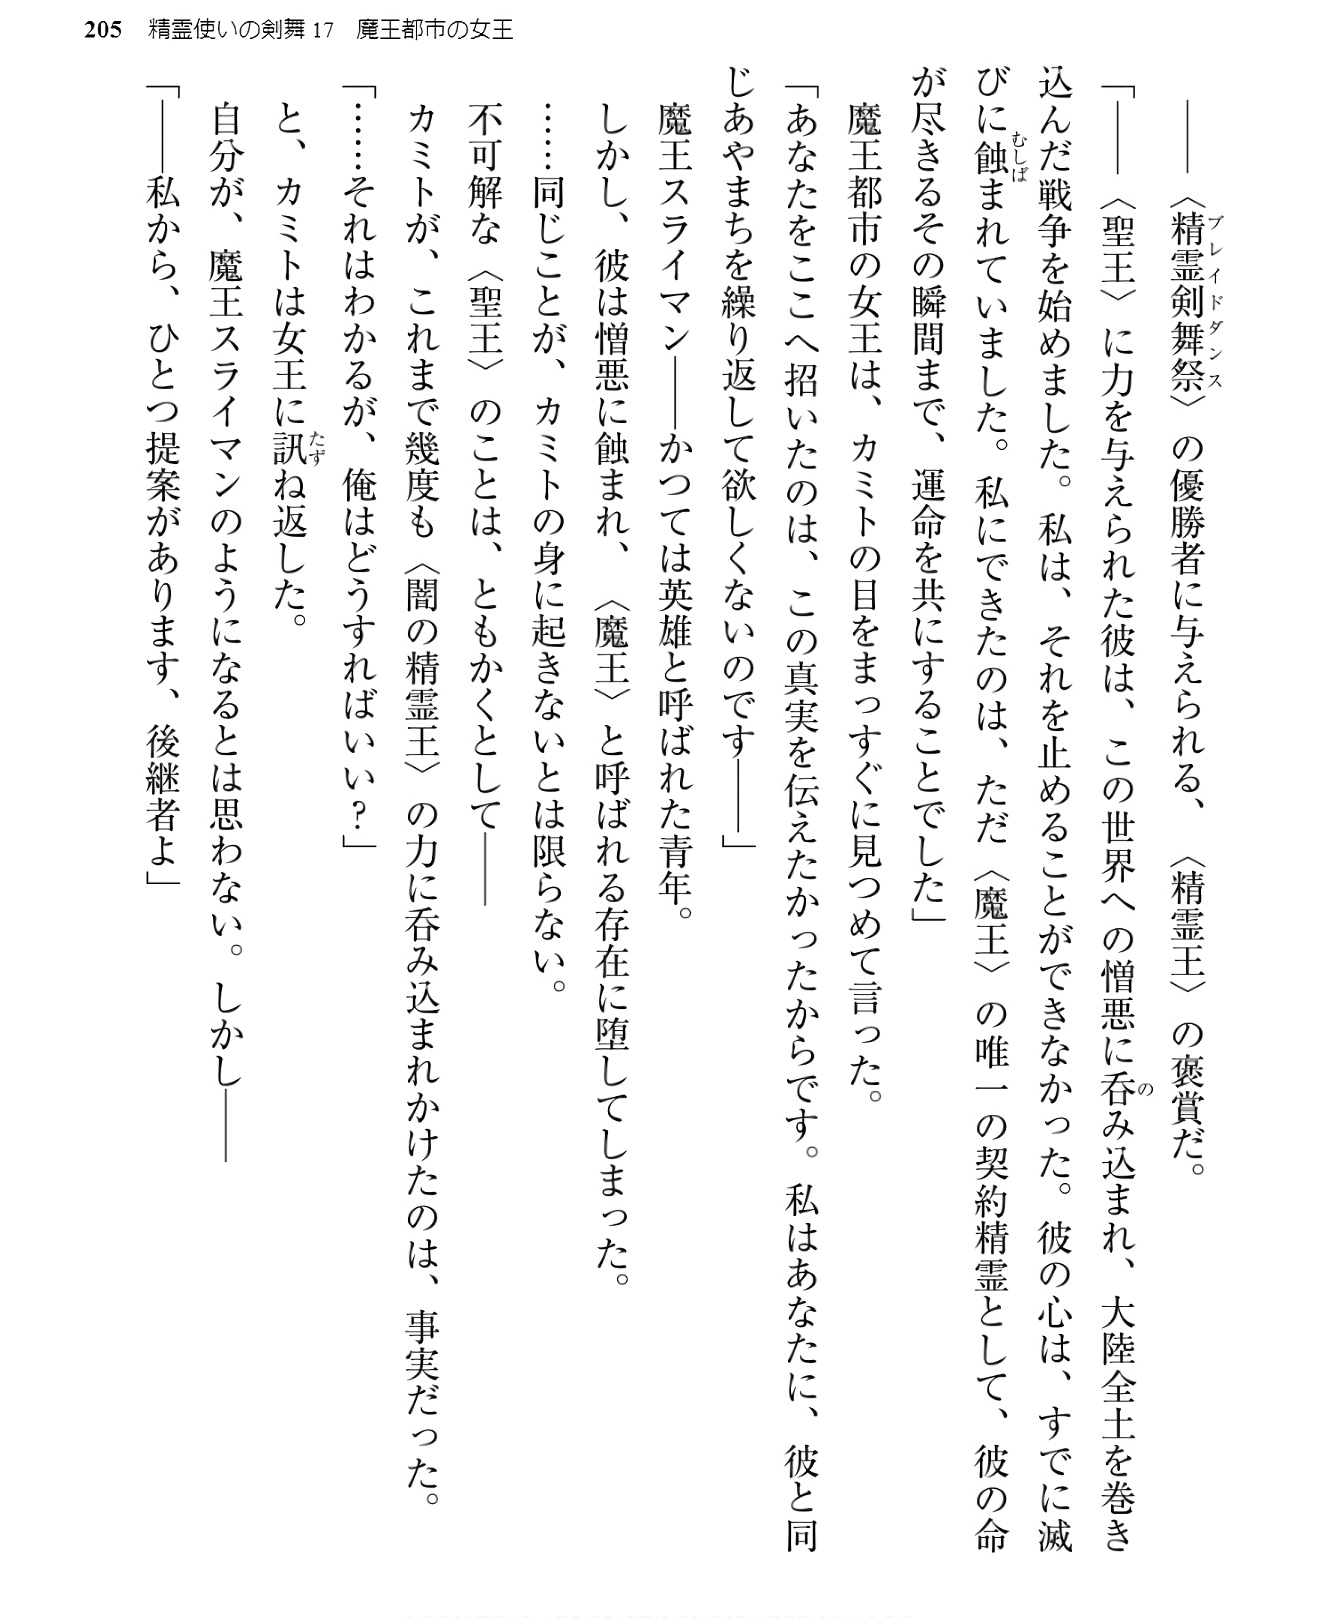 205　精霊使いの剣舞 17　魔王都市の女王
――〈精霊剣舞祭〉の優勝者に与えられる、〈精霊王〉の褒賞だ。
ブレイドダンス
「――〈聖王〉に力を与えられた彼は、この世界への憎悪に呑み込まれ、大陸全土を巻き
の
込んだ戦争を始めました。私は、それを止めることができなかった。彼の心は、すでに滅
びに蝕まれていました。私にできたのは、ただ〈魔王〉の唯一の契約精霊として、彼の命
むしば
が尽きるその瞬間まで、運命を共にすることでした」
魔王都市の女王は、カミトの目をまっすぐに見つめて言った。
「あなたをここへ招いたのは、この真実を伝えたかったからです。私はあなたに、彼と同
じあやまちを繰り返して欲しくないのです――」
魔王スライマン――かつては英雄と呼ばれた青年。
しかし、彼は憎悪に蝕まれ、〈魔王〉と呼ばれる存在に堕してしまった。
……同じことが、カミトの身に起きないとは限らない。
不可解な〈聖王〉のことは、ともかくとして――
カミトが、これまで幾度も〈闇の精霊王〉の力に呑み込まれかけたのは、事実だった。
「……それはわかるが、俺はどうすればいい?」
と、カミトは女王に訊ね返した。
たず
自分が、魔王スライマンのようになるとは思わない。しかし――
「――私から、ひとつ提案があります、後継者よ」